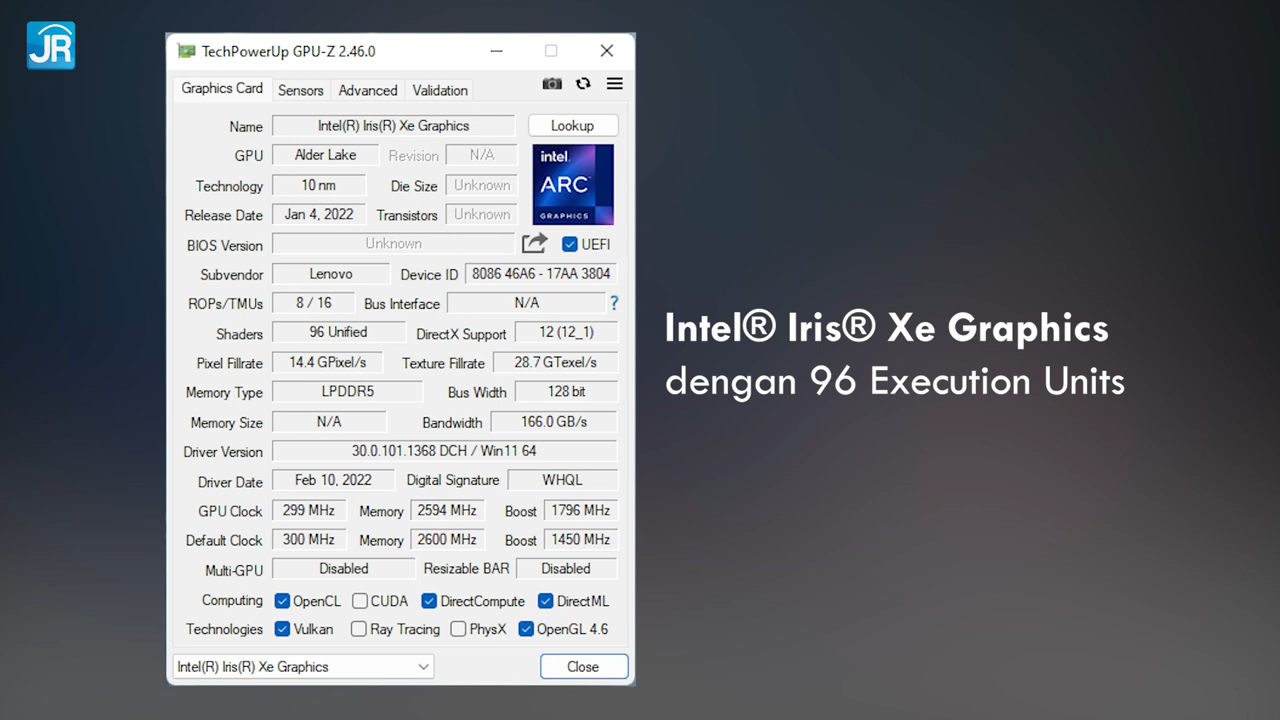 JR
TechPowerUp GPU-Z 2.46.0
Graphics Card Sensors Advanced Validation
Name Intel(R) Iris(R) Xe Graphics Lookup
GPU Alder Lake Revision N/A
intel
ARC
GRAPHICS
Technology 10 nm Die Size Unknown
Release Date Jan 4, 2022 Transistors Unknown
BIOS Version Unknown UEFI
Subvendor Lenovo Device ID 8086 46A6 - 17AA 3804
ROPs/TMUs 8 / 16 Bus Interface N/A ?
Shaders 96 Unified DirectX Support 12 (12_1)
Pixel Fillrate 14.4 GPixel/s Texture Fillrate 28.7 GTexel/s
Memory Type LPDDR5 Bus Width 128 bit
Memory Size N/A Bandwidth 166.0 GB/s
Driver Version 30.0.101.1368 DCH / Win11 64
Driver Date Feb 10, 2022 Digital Signature WHQL
GPU Clock 299 MHz Memory 2594 MHz Boost 1796 MHz
Default Clock 300 MHz Memory 2600 MHz Boost 1450 MHz
Multi-GPU Disabled Resizable BAR Disabled
Computing OpenCL CUDA DirectCompute DirectML
Technologies Vulkan Ray Tracing PhysX OpenGL 4.6
Intel(R) Iris(R) Xe Graphics Close
Intel® Iris® Xe Graphics
dengan 96 Execution Units